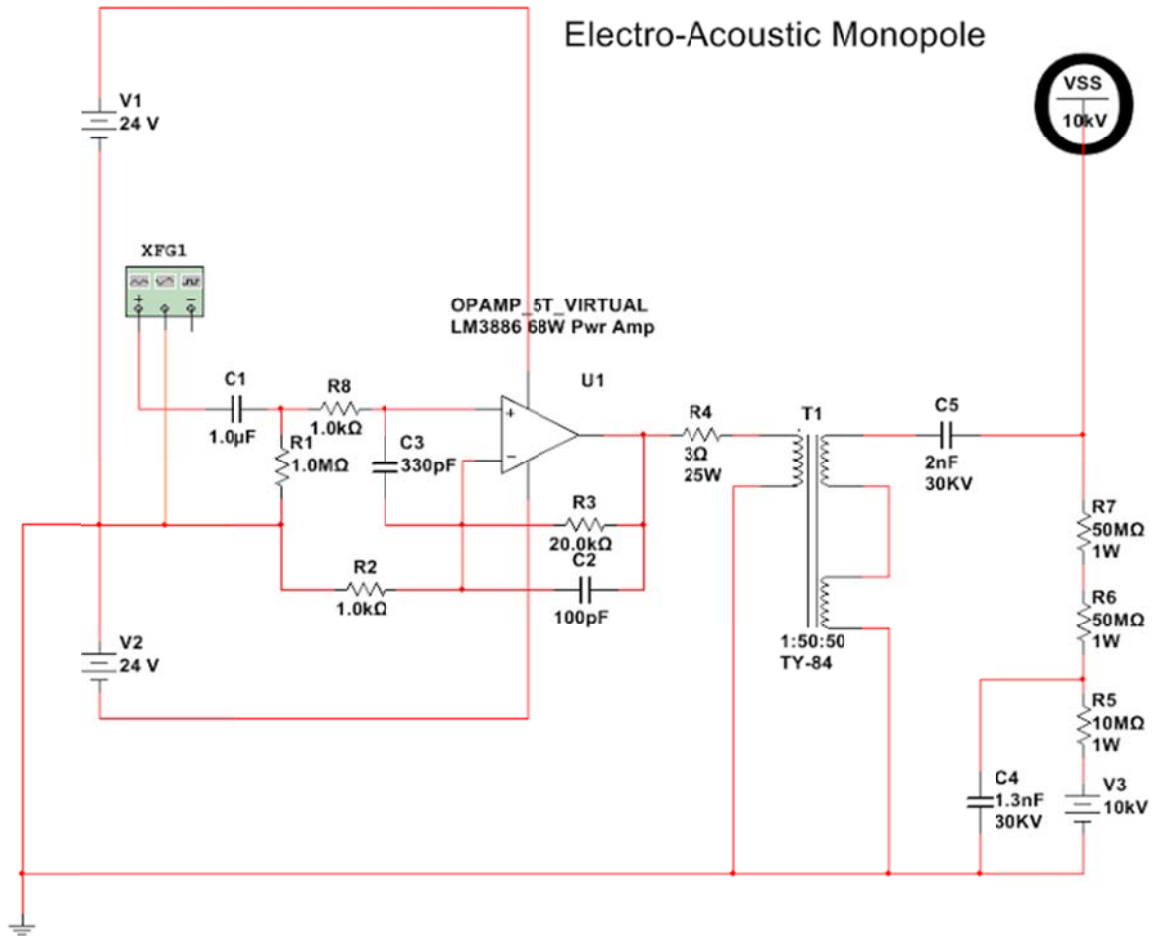 Electro-Acoustic Monopole
VSS
10kV
V1
24 V
XFG1
+
−
OPAMP_5T_VIRTUAL
LM3886 68W Pwr Amp
U1
C1
1.0µF
R8
1.0kΩ
R1
1.0MΩ
C3
330pF
+
−
R4
3Ω
25W
T1
C5
2nF
30KV
R3
20.0kΩ
C2
100pF
R2
1.0kΩ
R7
50MΩ
1W
R6
50MΩ
1W
1:50:50
TY-84
V2
24 V
R5
10MΩ
1W
C4
1.3nF
30KV
V3
10kV